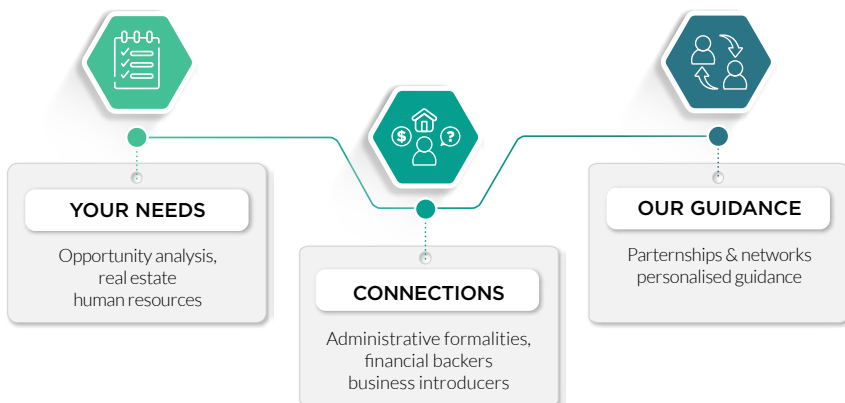 YOUR NEEDS
Opportunity analysis,
real estate
human resources
$
?
CONNECTIONS
Administrative formalities,
financial backers
business introducers
OUR GUIDANCE
Parternships & networks
personalised guidance